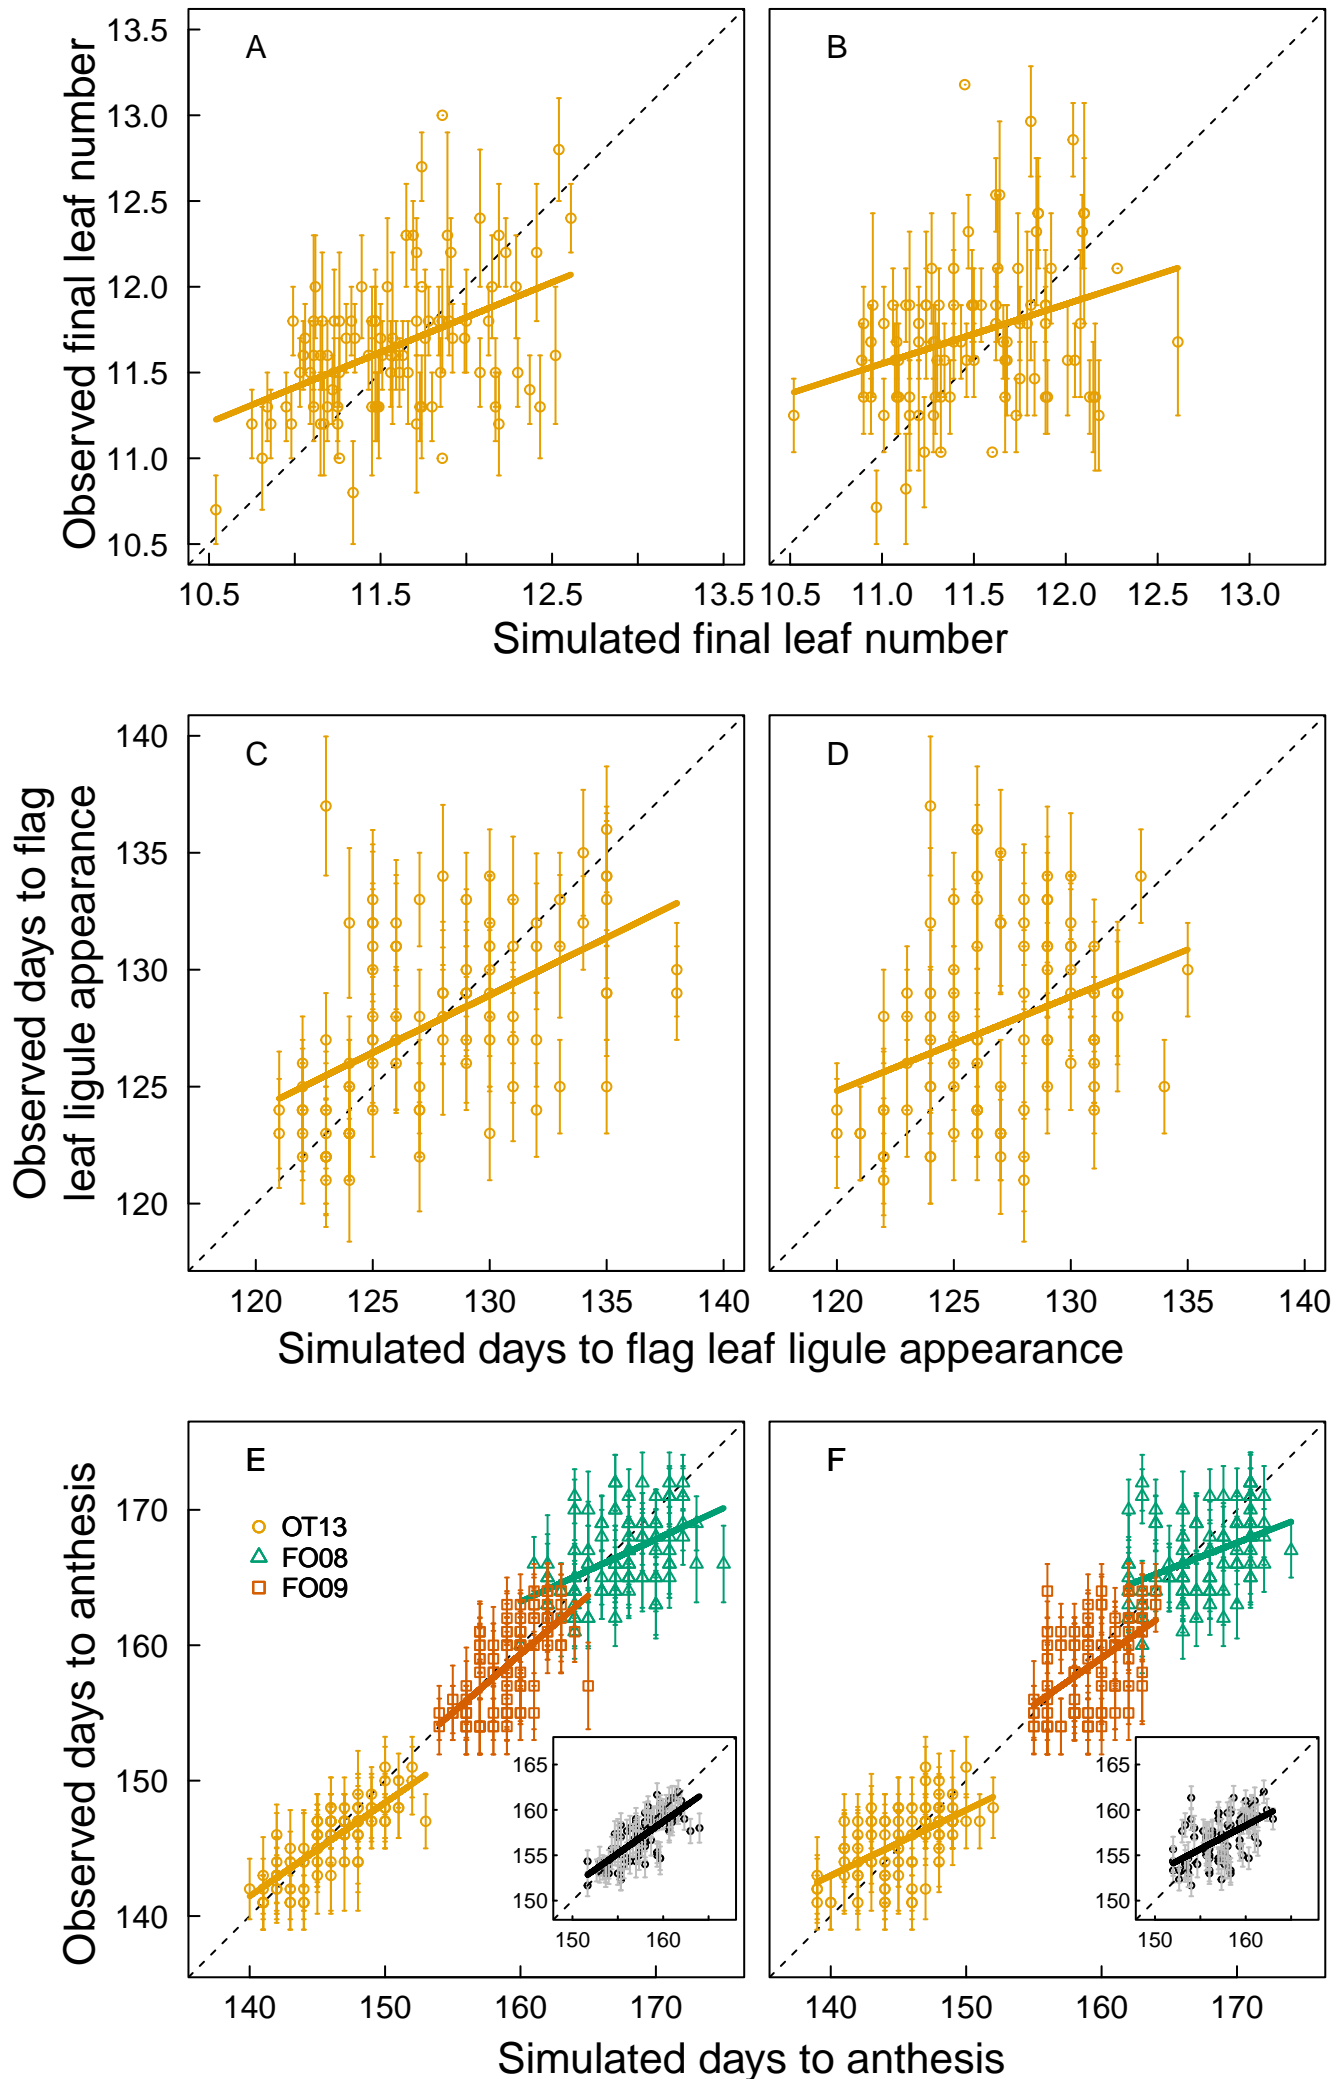 A
B
Observed final leaf number
13.5
13.0
12.5
12.0
11.5
11.0
10.5
10.5 11.5 12.5 13.5
10.5 11.0 11.5 12.0 12.5 13.0
Simulated final leaf number
C
D
Observed days to flag
leaf ligule appearance
140
135
130
125
120
120 125 130 135 140
120 125 130 135 140
Simulated days to flag leaf ligule appearance
E
F
Observed days to anthesis
170
160
150
140
OT13
FO08
FO09
165
160
155
150
150 160
165
160
155
150
150 160
140 150 160 170
140 150 160 170
Simulated days to anthesis